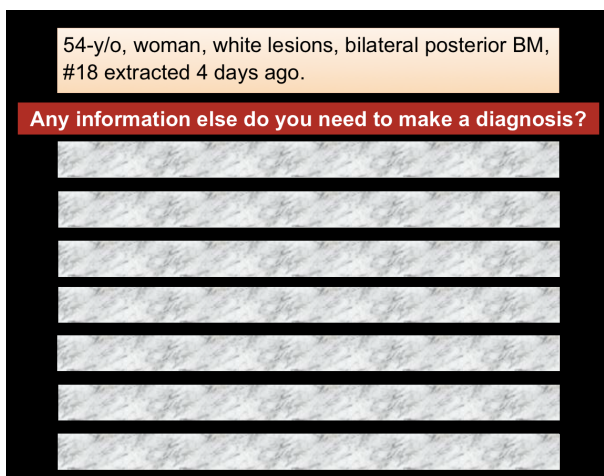 54-y/o, woman, white lesions, bilateral posterior BM,
#18 extracted 4 days ago.
Any information else do you need to make a diagnosis?